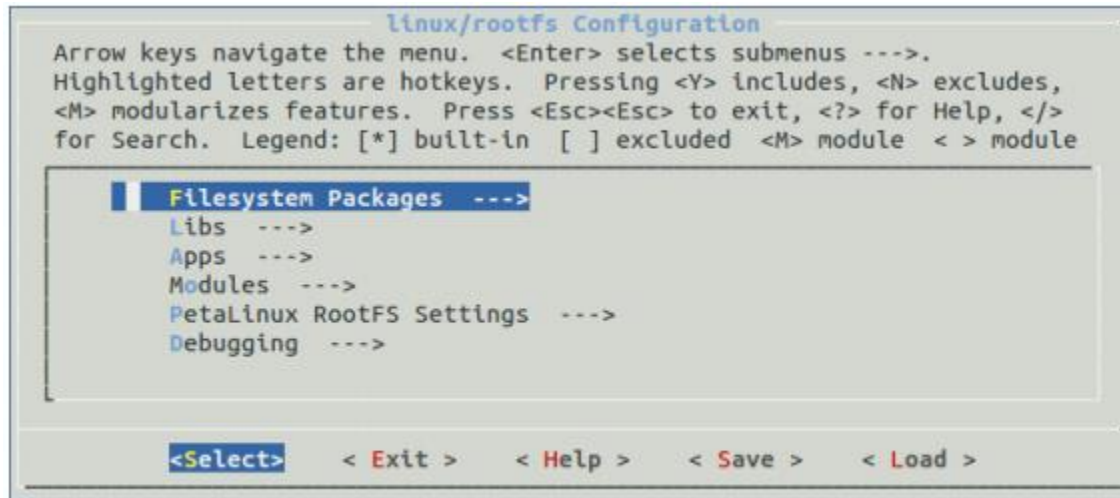 linux/rootfs Configuration
Arrow keys navigate the menu.  <Enter> selects submenus --->.
Highlighted letters are hotkeys.  Pressing <Y> includes, <N> excludes,
<M> modularizes features.  Press <Esc><Esc> to exit, <?> for Help, </>
for Search.  Legend: [*] built-in  [ ] excluded  <M> module  < > module
Filesystem Packages  --->
Libs  --->
Apps  --->
Modules  --->
PetaLinux RootFS Settings  --->
Debugging  --->
<Select>    < Exit >    < Help >    < Save >    < Load >